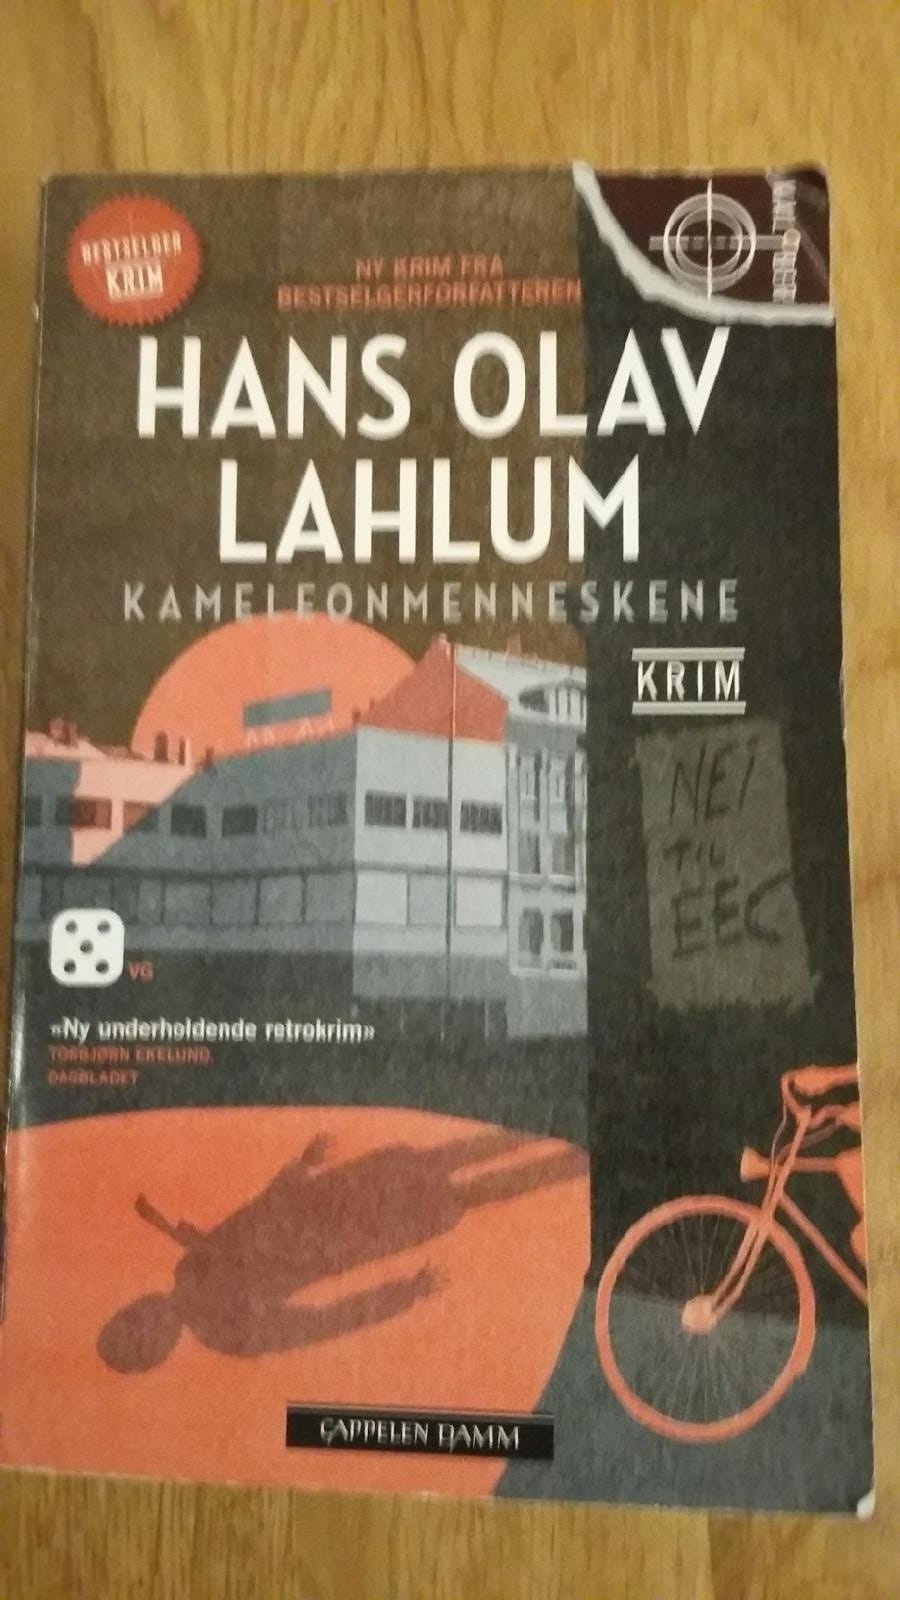 BESTSELGER
KRIM
NY KRIM FRA
BESTSELGERFORFATTEREN
HANS OLAV
LAHLUM
KAMELEONMENNESKENE
KRIM
NEI
TIL
EEC
VG
«Ny underholdende retrokrim»
TORBJØRN EKELUND,
DAGBLADET
CAPPELEN DAMM